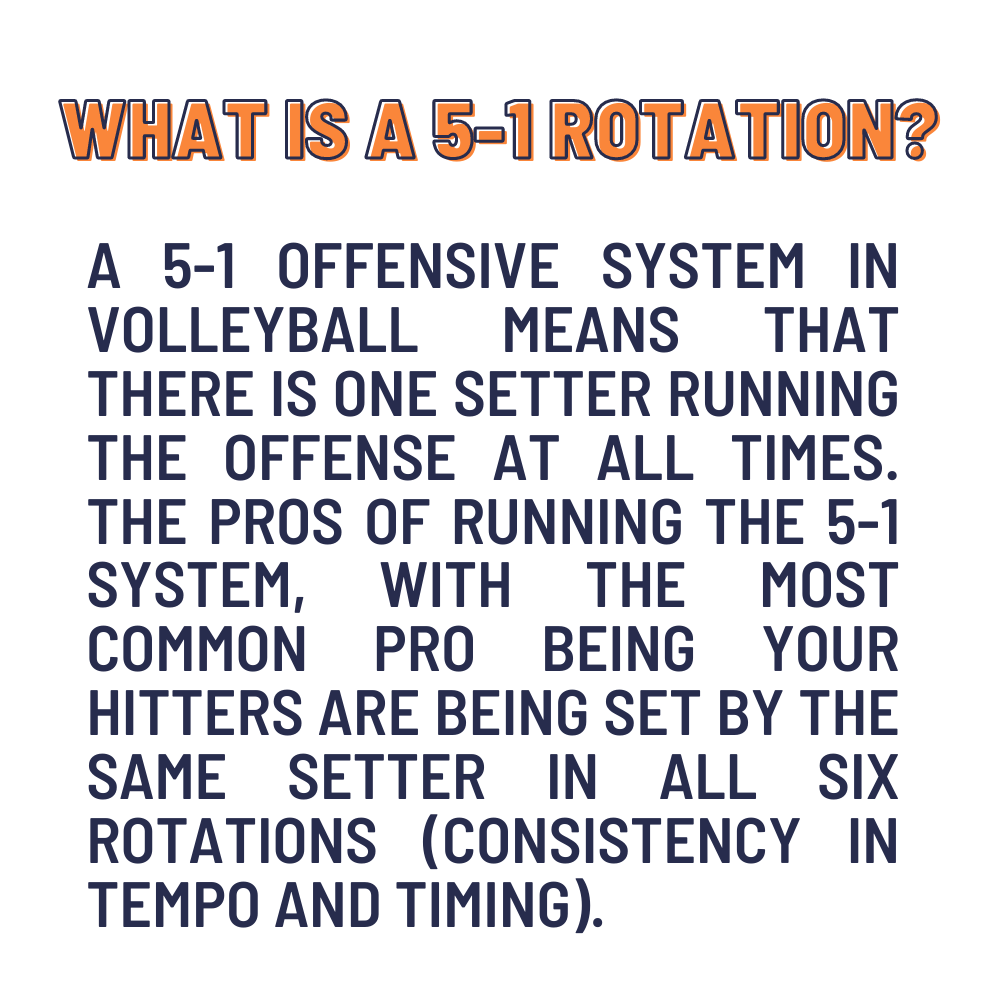 WHAT IS A 5-1 ROTATION?
A 5-1 OFFENSIVE SYSTEM IN
VOLLEYBALL MEANS THAT
THERE IS ONE SETTER RUNNING
THE OFFENSE AT ALL TIMES.
THE PROS OF RUNNING THE 5-1
SYSTEM, WITH THE MOST
COMMON PRO BEING YOUR
HITTERS ARE BEING SET BY THE
SAME SETTER IN ALL SIX
ROTATIONS (CONSISTENCY IN
TEMPO AND TIMING).